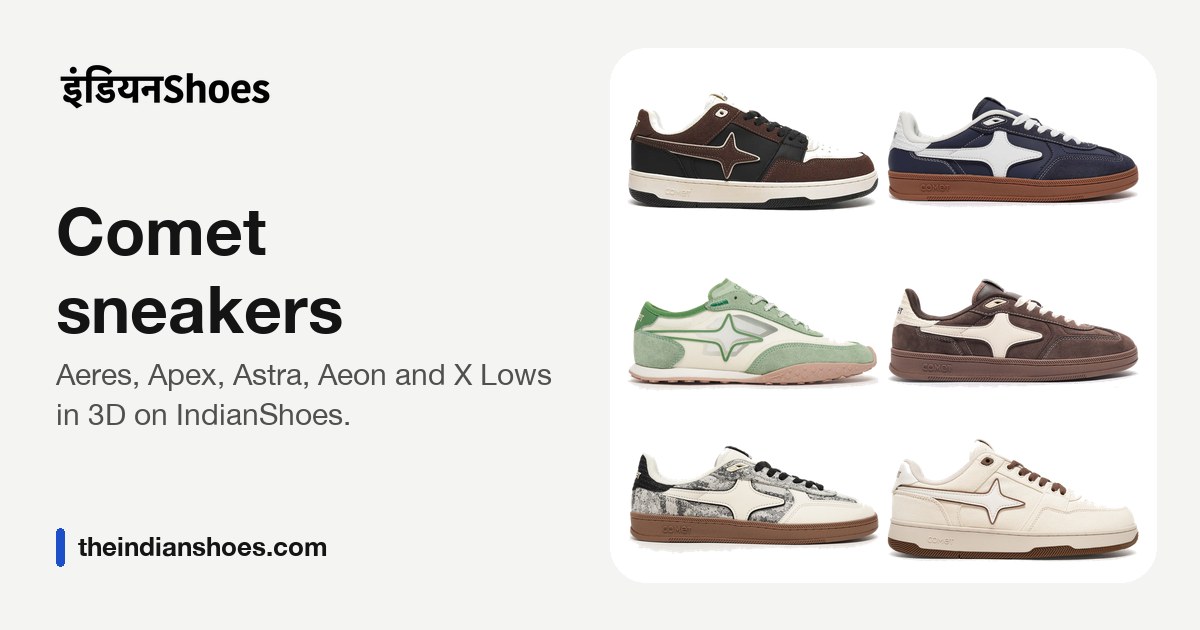 इंडियनShoes
Comet
sneakers
Aeres, Apex, Astra, Aeon and X Lows
in 3D on IndianShoes.
theindianshoes.com